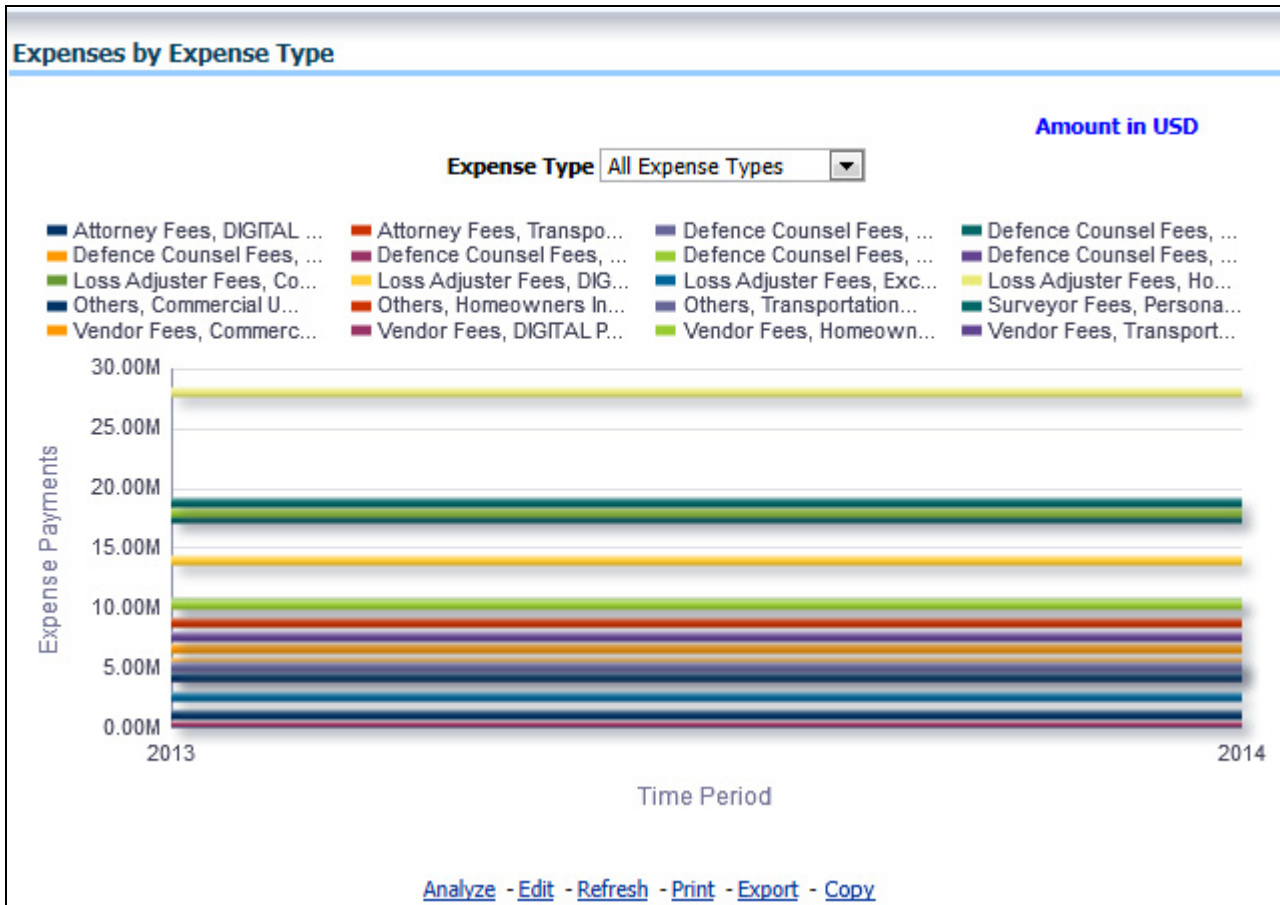 Expenses by Expense Type
Amount in USD
Expense Type All Expense Types
Attorney Fees, DIGITAL ... Attorney Fees, Transpo... Defence Counsel Fees, ... Defence Counsel Fees, ...
Defence Counsel Fees, ... Defence Counsel Fees, ... Defence Counsel Fees, ... Defence Counsel Fees, ...
Loss Adjuster Fees, Co... Loss Adjuster Fees, DIG... Loss Adjuster Fees, Exc... Loss Adjuster Fees, Ho...
Others, Commercial U... Others, Homeowners In... Others, Transportation... Surveyor Fees, Persona...
Vendor Fees, Commerc... Vendor Fees, DIGITAL P... Vendor Fees, Homeown... Vendor Fees, Transport...
30.00M
25.00M
20.00M
15.00M
10.00M
5.00M
0.00M
Expense Payments
2013 2014
Time Period
Analyze - Edit - Refresh - Print - Export - Copy